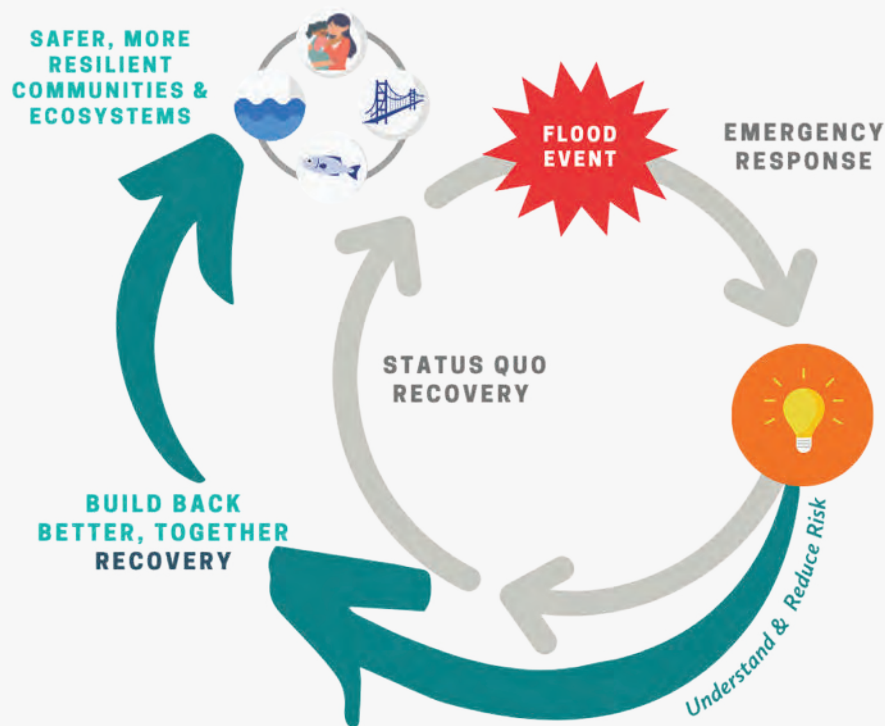 SAFER, MORE
RESILIENT
COMMUNITIES &
ECOSYSTEMS
FLOOD
EVENT
EMERGENCY
RESPONSE
STATUS QUO
RECOVERY
BUILD BACK
BETTER, TOGETHER
RECOVERY
Understand & Reduce Risk